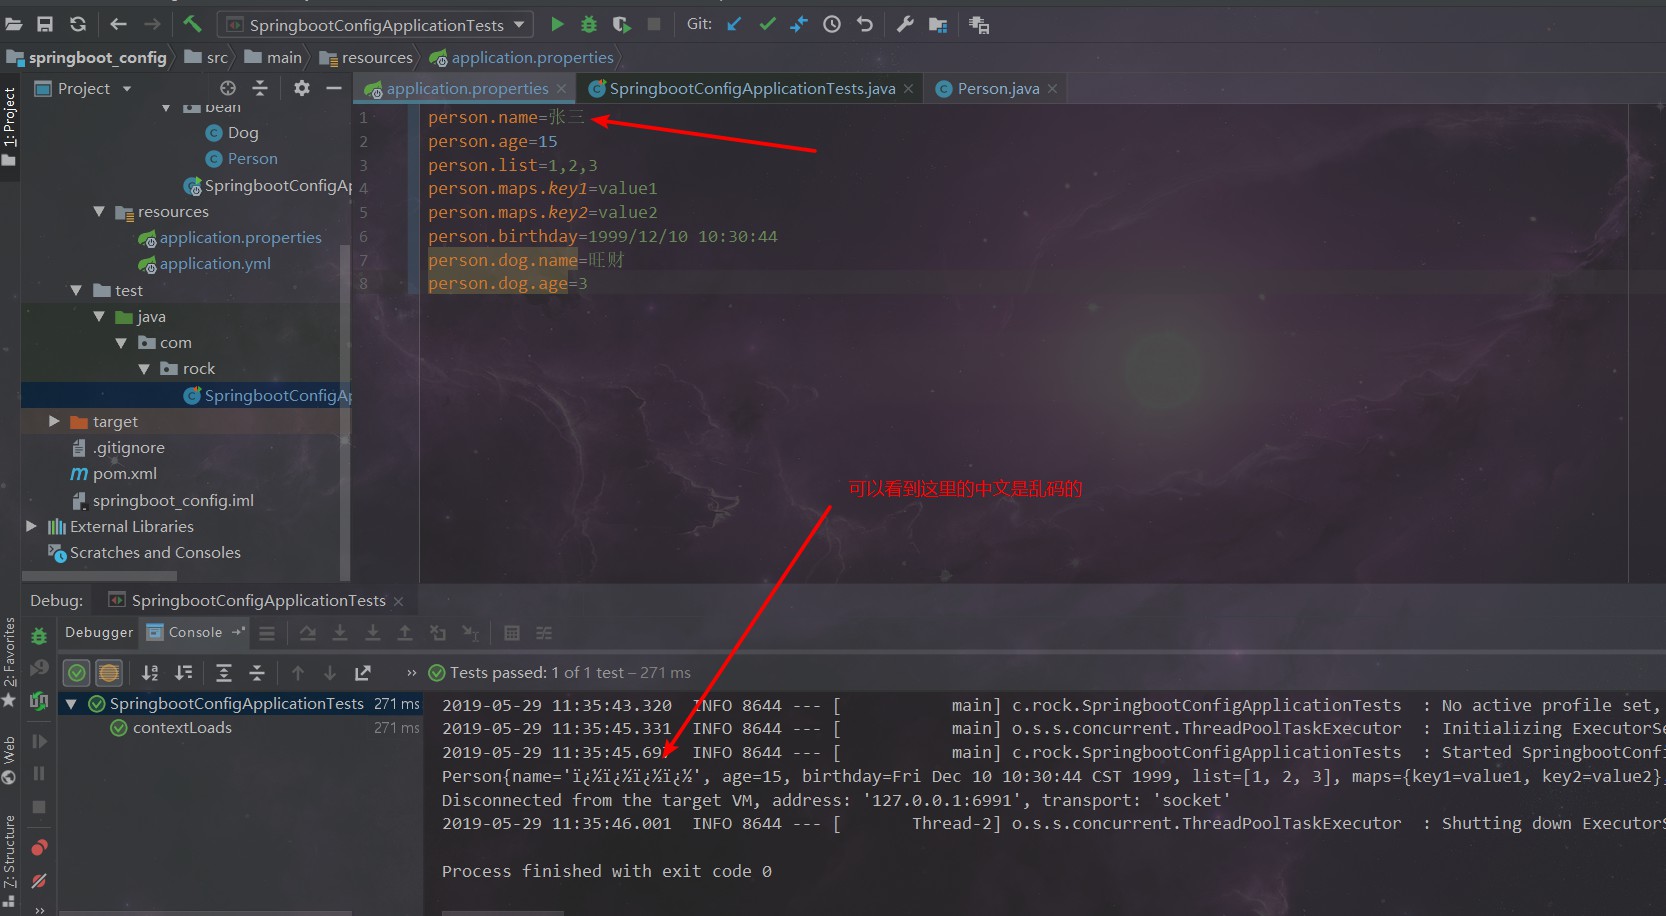 SpringbootConfigApplicationTests
Git:
springboot_config
src
main
resources
application.properties
1: Project
Project
application.properties
SpringbootConfigApplicationTests.java
Person.java
bean
Dog
Person
SpringbootConfigAp
resources
application.properties
application.yml
test
java
com
rock
SpringbootConfigAp
target
.gitignore
pom.xml
springboot_config.iml
External Libraries
Scratches and Consoles
1 person.name=张三
2 person.age=15
3 person.list=1,2,3
4 person.maps.key1=value1
5 person.maps.key2=value2
6 person.birthday=1999/12/10 10:30:44
7 person.dog.name=旺财
8 person.dog.age=3
可以看到这里的中文是乱码的
Debug:
SpringbootConfigApplicationTests
2: Favorites
Web
7: Structure
Debugger
Console
Tests passed: 1 of 1 test – 271 ms
SpringbootConfigApplicationTests 271 ms
contextLoads 271 ms
2019-05-29 11:35:43.320 INFO 8644 --- [ main] c.rock.SpringbootConfigApplicationTests : No active profile set,
2019-05-29 11:35:45.331 INFO 8644 --- [ main] o.s.s.concurrent.ThreadPoolTaskExecutor : Initializing ExecutorSe
2019-05-29 11:35:45.697 INFO 8644 --- [ main] c.rock.SpringbootConfigApplicationTests : Started SpringbootConfi
Person{name='ï¿½ï¿½ï¿½ï¿½', age=15, birthday=Fri Dec 10 10:30:44 CST 1999, list=[1, 2, 3], maps={key1=value1, key2=value2},
Disconnected from the target VM, address: '127.0.0.1:6991', transport: 'socket'
2019-05-29 11:35:46.001 INFO 8644 --- [ Thread-2] o.s.s.concurrent.ThreadPoolTaskExecutor : Shutting down ExecutorS
Process finished with exit code 0